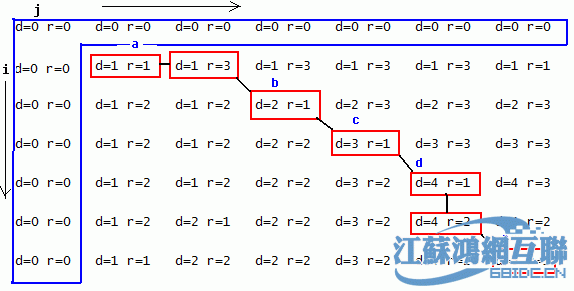 j
d=0 r=0 d=0 r=0 d=0 r=0 d=0 r=0 d=0 r=0 d=0 r=0 d=0 r=0
a
i d=0 r=0 d=1 r=1 d=1 r=3 d=1 r=3 d=1 r=3 d=1 r=3 d=1 r=1
b
d=0 r=0 d=1 r=2 d=1 r=2 d=2 r=1 d=2 r=3 d=2 r=3 d=2 r=3
c
d=0 r=0 d=1 r=2 d=1 r=2 d=2 r=2 d=3 r=1 d=3 r=3 d=3 r=3
d
d=0 r=0 d=1 r=2 d=1 r=2 d=2 r=2 d=3 r=2 d=4 r=1 d=4 r=3
d=0 r=0 d=1 r=2 d=2 r=1 d=2 r=2 d=3 r=2 d=4 r=2 r=2
江蘇鴻網互聯
d=0 r=0 d=1 r=1 d=2 r=2 d=2 r=2 d=3 r=2
68IDC.CN